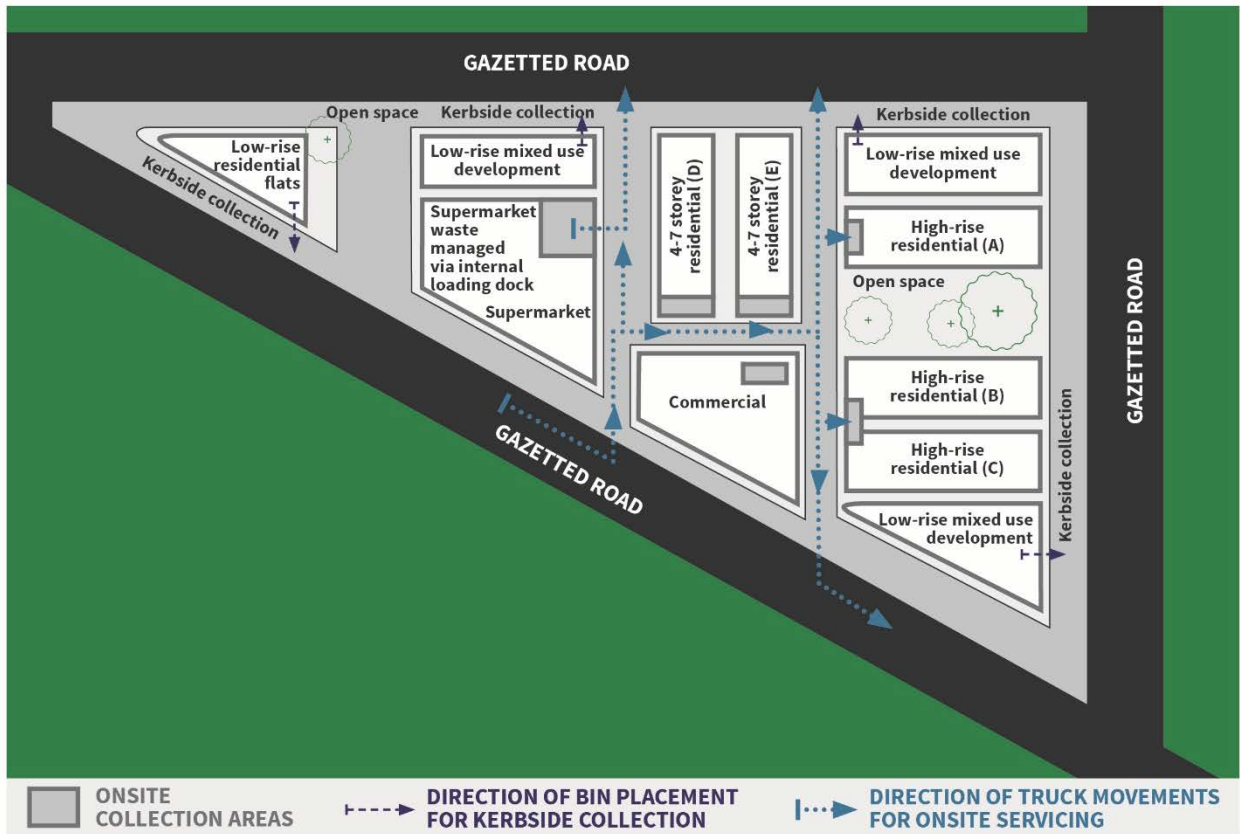 GAZETTED ROAD
Open space
Kerbside collection
Kerbside collection
Low-rise
residential
flats
Kerbside collection
Low-rise mixed use
development
Supermarket
waste
managed
via internal
loading dock
Supermarket
4-7 storey
residential (D)
4-7 storey
residential (E)
Low-rise mixed use
development
High-rise
residential (A)
Open space
High-rise
residential (B)
High-rise
residential (C)
Low-rise mixed use
development
Kerbside collection
Commercial
GAZETTED ROAD
GAZETTED ROAD
ONSITE
COLLECTION AREAS
DIRECTION OF BIN PLACEMENT
FOR KERBSIDE COLLECTION
DIRECTION OF TRUCK MOVEMENTS
FOR ONSITE SERVICING